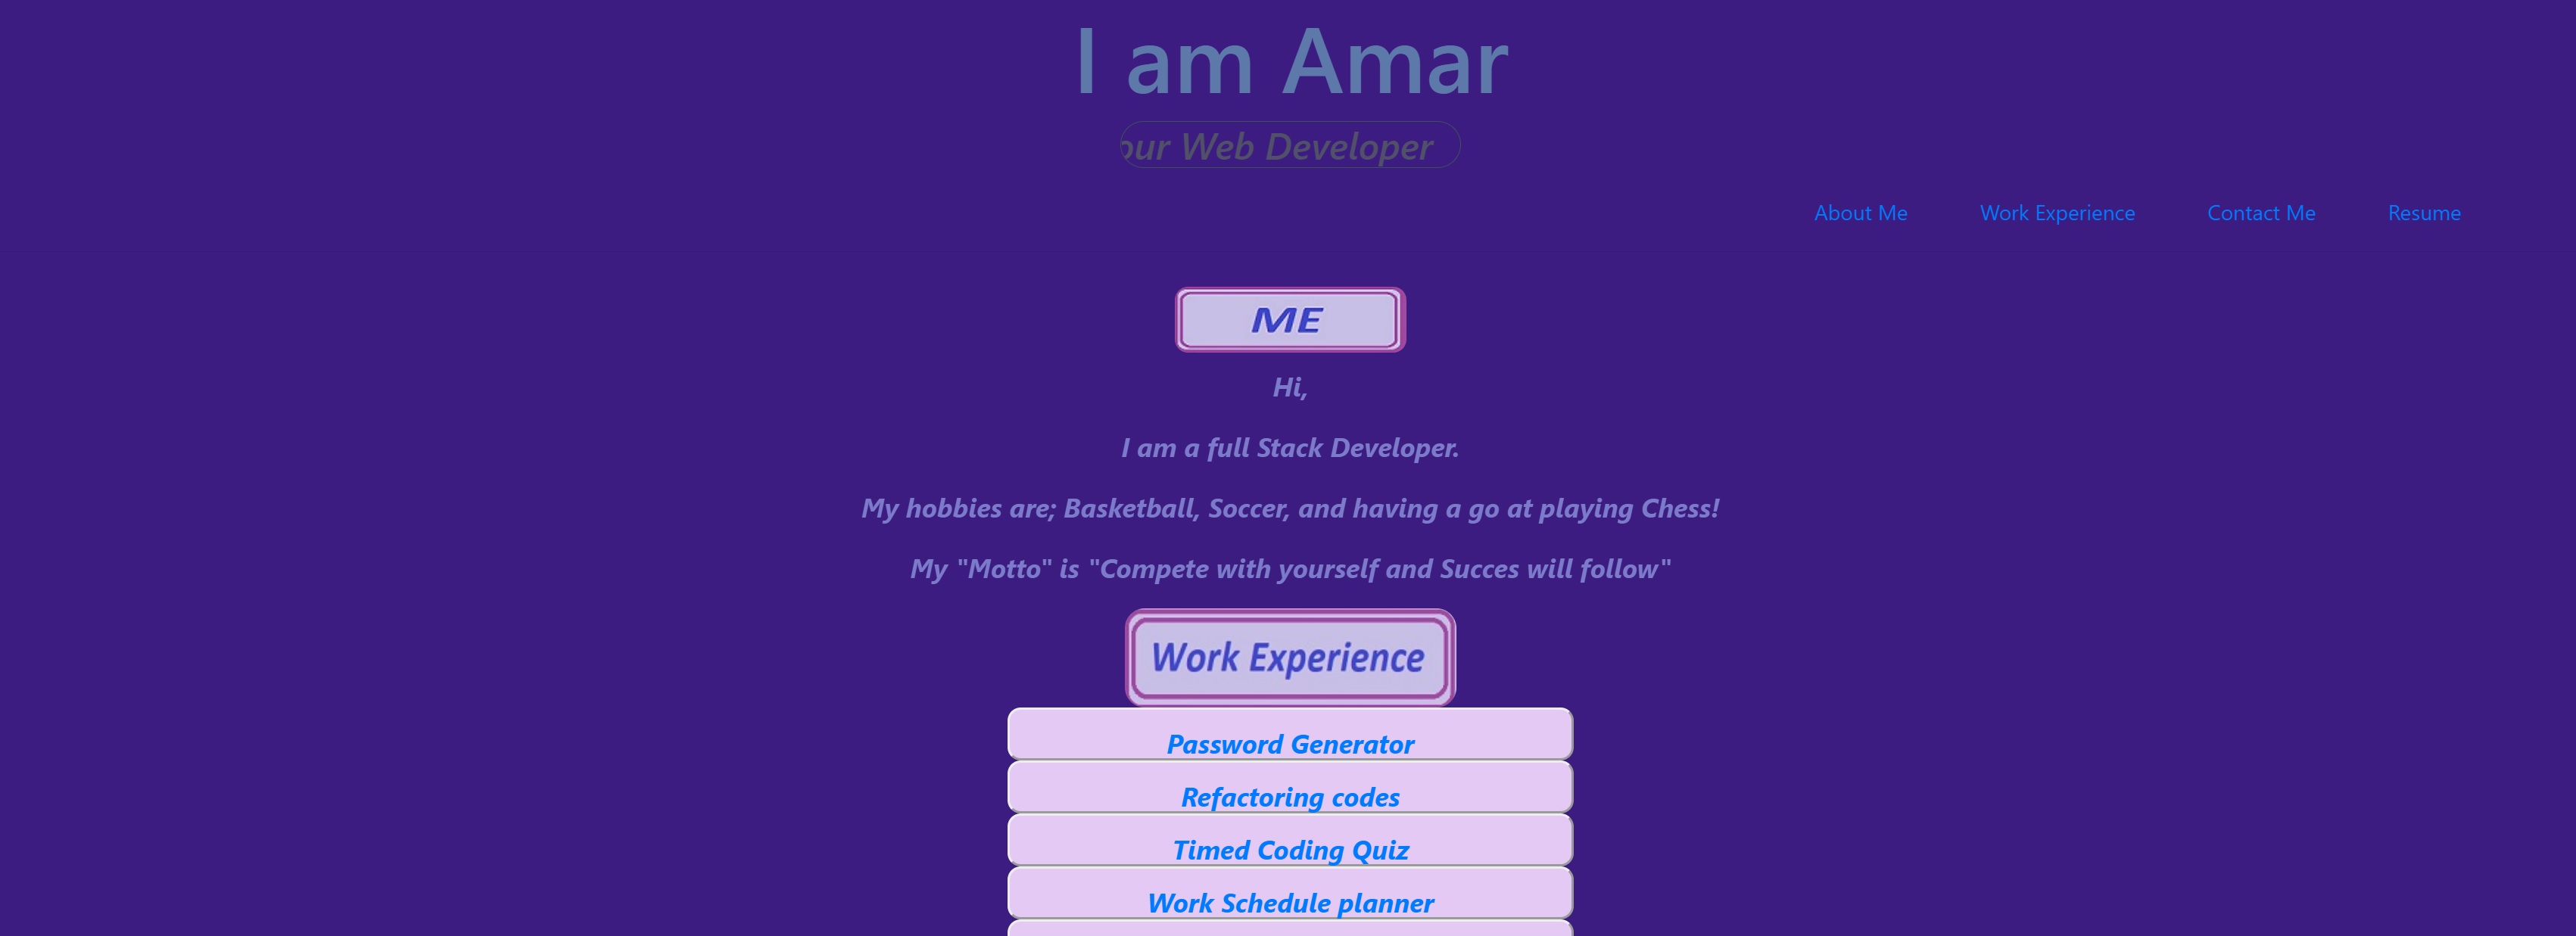 I am Amar
our Web Developer
About Me Work Experience Contact Me Resume
ME
Hi,
I am a full Stack Developer.
My hobbies are; Basketball, Soccer, and having a go at playing Chess!
My "Motto" is "Compete with yourself and Succes will follow"
Work Experience
Password Generator
Refactoring codes
Timed Coding Quiz
Work Schedule planner